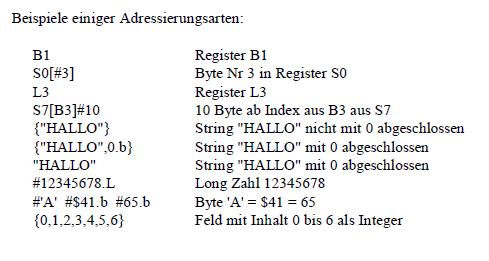 Beispiele einiger Adressierungsarten:
B1 Register B1
S0[#3] Byte Nr 3 in Register S0
L3 Register L3
S7[B3]#10 10 Byte ab Index aus B3 aus S7
{"HALLO"} String "HALLO" nicht mit 0 abgeschlossen
{"HALLO",0.b} String "HALLO" mit 0 abgeschlossen
"HALLO" String "HALLO" mit 0 abgeschlossen
#12345678.L Long Zahl 12345678
#'A' #$41.b #65.b Byte 'A' = $41 = 65
{0,1,2,3,4,5,6} Feld mit Inhalt 0 bis 6 als Integer